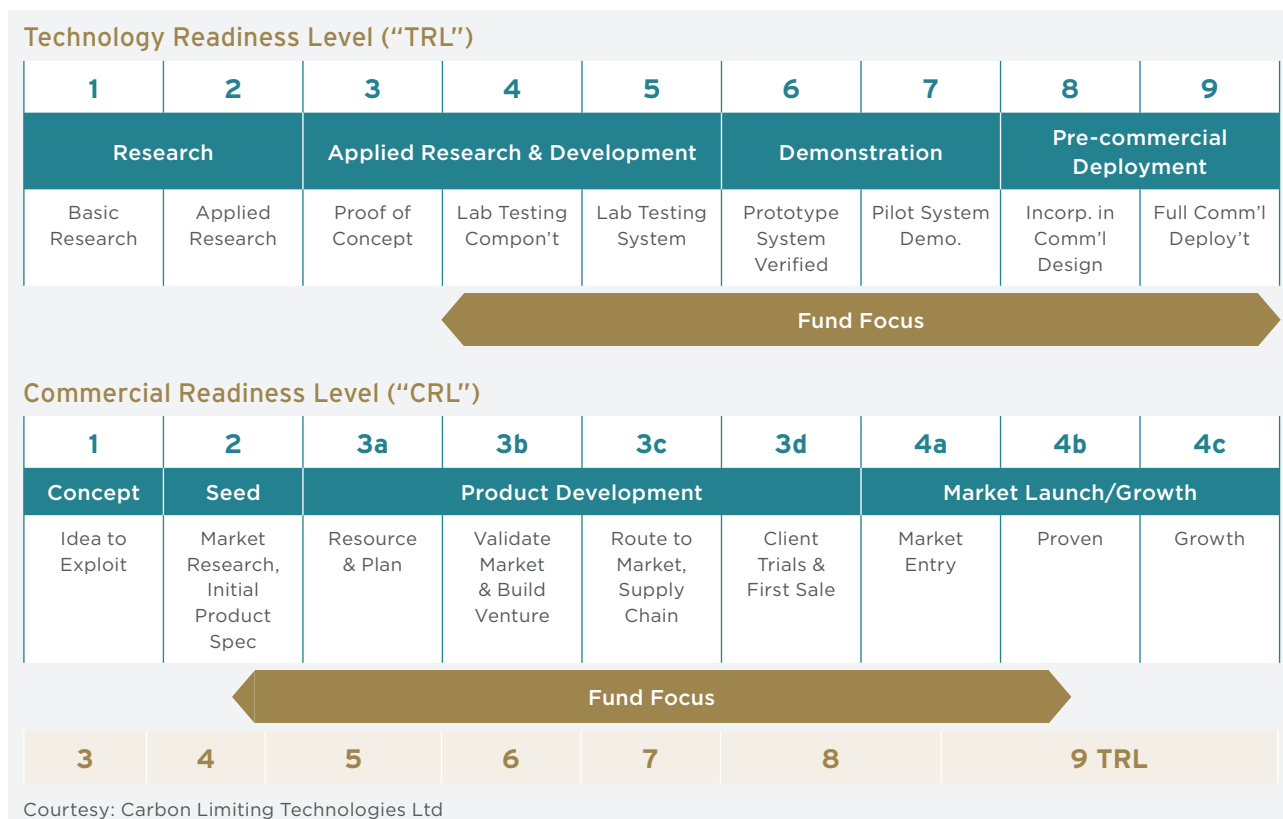 Technology Readiness Level (“TRL”)
1 2 3 4 5 6 7 8 9
Research Applied Research & Development Demonstration Pre-commercial
Deployment
Basic
Research
Applied
Research
Proof of
Concept
Lab Testing
Compon’t
Lab Testing
System
Prototype
System
Verified
Pilot System
Demo.
Incorp. in
Comm’l
Design
Full Comm’l
Deploy’t
Fund Focus
Commercial Readiness Level (“CRL”)
1 2 3a 3b 3c 3d 4a 4b 4c
Concept Seed Product Development Market Launch/Growth
Idea to
Exploit
Market
Research,
Initial
Product
Spec
Resource
& Plan
Validate
Market
& Build
Venture
Route to
Market,
Supply
Chain
Client
Trials &
First Sale
Market
Entry
Proven
Growth
Fund Focus
3 4 5 6 7 8 9 TRL
Courtesy: Carbon Limiting Technologies Ltd